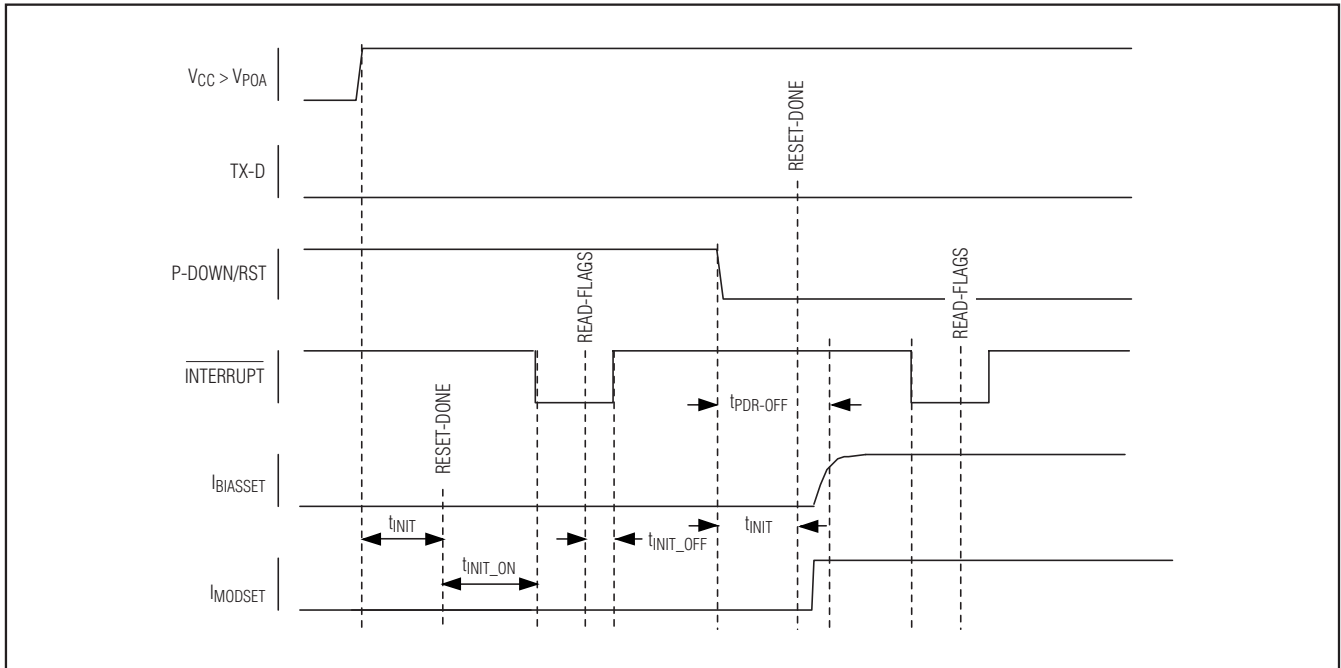 VCC > VPOA
RESET-DONE
TX-D
P-DOWN/RST
READ-FLAGS
READ-FLAGS
INTERRUPT
tPDR-OFF
RESET-DONE
IBIASSET
tINIT
tINIT_OFF
tINIT
tINIT_ON
IMODSET